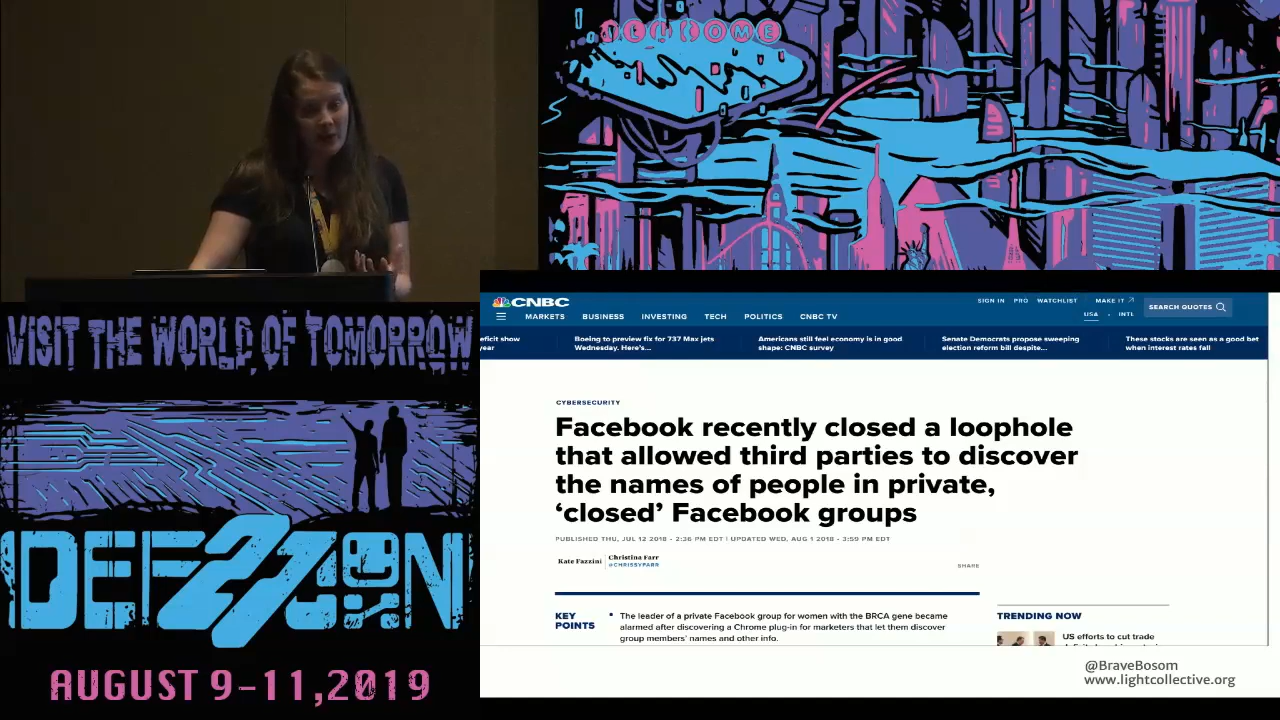 WELCOME
VISIT THE WORLD OF TOMORROW
DEF CON
27
AUGUST 9-11,2019
CNBC
SIGN IN PRO WATCHLIST MAKE IT
SEARCH QUOTES
USA • INTL
MARKETS BUSINESS INVESTING TECH POLITICS CNBC TV
eficit show
year
Boeing to preview fix for 737 Max jets
Wednesday. Here's...
Americans still feel economy is in good
shape: CNBC survey
Senate Democrats propose sweeping
election reform bill despite...
These stocks are seen as a good bet
when interest rates fall
CYBERSECURITY
Facebook recently closed a loophole
that allowed third parties to discover
the names of people in private,
‘closed’ Facebook groups
PUBLISHED THU, JUL 12 2018 • 2:36 PM EDT | UPDATED WED, AUG 1 2018 • 3:59 PM EDT
Kate Fazzini
Christina Farr
@CHRISSYFARR
SHARE
KEY
POINTS
The leader of a private Facebook group for women with the BRCA gene became
alarmed after discovering a Chrome plug-in for marketers that let them discover
group members’ names and other info.
TRENDING NOW
US efforts to cut trade
@BraveBosom
www.lightcollective.org